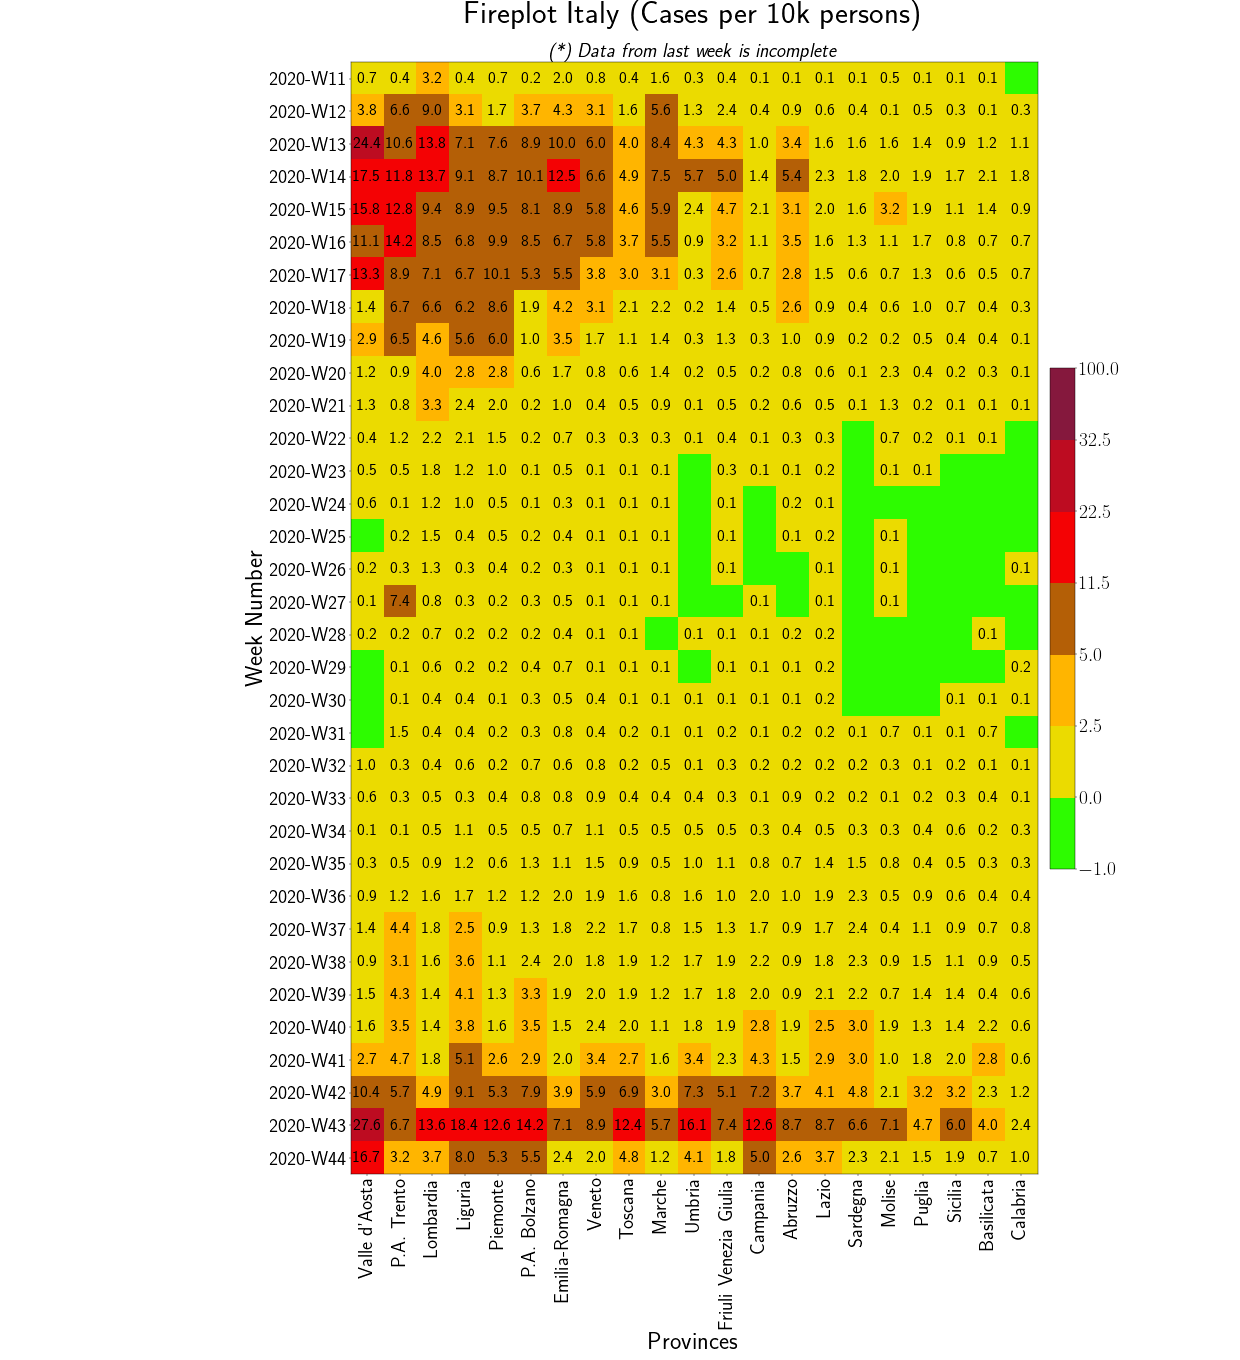 Fireplot Italy (Cases per 10k persons)
(*) Data from last week is incomplete
2020-W11 0.7 0.4 3.2 0.4 0.7 0.2 2.0 0.8 0.4 1.6 0.3 0.4 0.1 0.1 0.1 0.1 0.5 0.1 0.1 0.1
2020-W12 3.8 6.6 9.0 3.1 1.7 3.7 4.3 3.1 1.6 5.6 1.3 2.4 0.4 0.9 0.6 0.4 0.1 0.5 0.3 0.1 0.3
2020-W13 24.4 10.6 13.8 7.1 7.6 8.9 10.0 6.0 4.0 8.4 4.3 4.3 1.0 3.4 1.6 1.6 1.6 1.4 0.9 1.2 1.1
2020-W14 17.5 11.8 13.7 9.1 8.7 10.1 12.5 6.6 4.9 7.5 5.7 5.0 1.4 5.4 2.3 1.8 2.0 1.9 1.7 2.1 1.8
2020-W15 15.8 12.8 9.4 8.9 9.5 8.1 8.9 5.8 4.6 5.9 2.4 4.7 2.1 3.1 2.0 1.6 3.2 1.9 1.1 1.4 0.9
2020-W16 11.1 14.2 8.5 6.8 9.9 8.5 6.7 5.8 3.7 5.5 0.9 3.2 1.1 3.5 1.6 1.3 1.1 1.7 0.8 0.7 0.7
2020-W17 13.3 8.9 7.1 6.7 10.1 5.3 5.5 3.8 3.0 3.1 0.3 2.6 0.7 2.8 1.5 0.6 0.7 1.3 0.6 0.5 0.7
2020-W18 1.4 6.7 6.6 6.2 8.6 1.9 4.2 3.1 2.1 2.2 0.2 1.4 0.5 2.6 0.9 0.4 0.6 1.0 0.7 0.4 0.3
2020-W19 2.9 6.5 4.6 5.6 6.0 1.0 3.5 1.7 1.1 1.4 0.3 1.3 0.3 1.0 0.9 0.2 0.2 0.5 0.4 0.4 0.1
2020-W20 1.2 0.9 4.0 2.8 2.8 0.6 1.7 0.8 0.6 1.4 0.2 0.5 0.2 0.8 0.6 0.1 2.3 0.4 0.2 0.3 0.1
2020-W21 1.3 0.8 3.3 2.4 2.0 0.2 1.0 0.4 0.5 0.9 0.1 0.5 0.2 0.6 0.5 0.1 1.3 0.2 0.1 0.1 0.1
2020-W22 0.4 1.2 2.2 2.1 1.5 0.2 0.7 0.3 0.3 0.3 0.1 0.4 0.1 0.3 0.3 0.7 0.2 0.1 0.1
2020-W23 0.5 0.5 1.8 1.2 1.0 0.1 0.5 0.1 0.1 0.1 0.3 0.1 0.1 0.2 0.1 0.1
2020-W24 0.6 0.1 1.2 1.0 0.5 0.1 0.3 0.1 0.1 0.1 0.1 0.2 0.1
2020-W25 0.2 1.5 0.4 0.5 0.2 0.4 0.1 0.1 0.1 0.1 0.1 0.2 0.1
2020-W26 0.2 0.3 1.3 0.3 0.4 0.2 0.3 0.1 0.1 0.1 0.1 0.1 0.1 0.1
2020-W27 0.1 7.4 0.8 0.3 0.2 0.3 0.5 0.1 0.1 0.1 0.1 0.1 0.1
2020-W28 0.2 0.2 0.7 0.2 0.2 0.2 0.4 0.1 0.1 0.1 0.1 0.1 0.2 0.2 0.1
2020-W29 0.1 0.6 0.2 0.2 0.4 0.7 0.1 0.1 0.1 0.1 0.1 0.1 0.2 0.2
2020-W30 0.1 0.4 0.4 0.1 0.3 0.5 0.4 0.1 0.1 0.1 0.1 0.1 0.1 0.2 0.1 0.1 0.1
2020-W31 1.5 0.4 0.4 0.2 0.3 0.8 0.4 0.2 0.1 0.1 0.2 0.1 0.2 0.2 0.1 0.7 0.1 0.1 0.7
2020-W32 1.0 0.3 0.4 0.6 0.2 0.7 0.6 0.8 0.2 0.5 0.1 0.3 0.2 0.2 0.2 0.2 0.3 0.1 0.2 0.1 0.1
2020-W33 0.6 0.3 0.5 0.3 0.4 0.8 0.8 0.9 0.4 0.4 0.4 0.3 0.1 0.9 0.2 0.2 0.1 0.2 0.3 0.4 0.1
2020-W34 0.1 0.1 0.5 1.1 0.5 0.5 0.7 1.1 0.5 0.5 0.5 0.5 0.3 0.4 0.5 0.3 0.3 0.4 0.6 0.2 0.3
2020-W35 0.3 0.5 0.9 1.2 0.6 1.3 1.1 1.5 0.9 0.5 1.0 1.1 0.8 0.7 1.4 1.5 0.8 0.4 0.5 0.3 0.3
2020-W36 0.9 1.2 1.6 1.7 1.2 1.2 2.0 1.9 1.6 0.8 1.6 1.0 2.0 1.0 1.9 2.3 0.5 0.9 0.6 0.4 0.4
2020-W37 1.4 4.4 1.8 2.5 0.9 1.3 1.8 2.2 1.7 0.8 1.5 1.3 1.7 0.9 1.7 2.4 0.4 1.1 0.9 0.7 0.8
2020-W38 0.9 3.1 1.6 3.6 1.1 2.4 2.0 1.8 1.9 1.2 1.7 1.9 2.2 0.9 1.8 2.3 0.9 1.5 1.1 0.9 0.5
2020-W39 1.5 4.3 1.4 4.1 1.3 3.3 1.9 2.0 1.9 1.2 1.7 1.8 2.0 0.9 2.1 2.2 0.7 1.4 1.4 0.4 0.6
2020-W40 1.6 3.5 1.4 3.8 1.6 3.5 1.5 2.4 2.0 1.1 1.8 1.9 2.8 1.9 2.5 3.0 1.9 1.3 1.4 2.2 0.6
2020-W41 2.7 4.7 1.8 5.1 2.6 2.9 2.0 3.4 2.7 1.6 3.4 2.3 4.3 1.5 2.9 3.0 1.0 1.8 2.0 2.8 0.6
2020-W42 10.4 5.7 4.9 9.1 5.3 7.9 3.9 5.9 6.9 3.0 7.3 5.1 7.2 3.7 4.1 4.8 2.1 3.2 3.2 2.3 1.2
2020-W43 27.6 6.7 13.6 18.4 12.6 14.2 7.1 8.9 12.4 5.7 16.1 7.4 12.6 8.7 8.7 6.6 7.1 4.7 6.0 4.0 2.4
2020-W44 16.7 3.2 3.7 8.0 5.3 5.5 2.4 2.0 4.8 1.2 4.1 1.8 5.0 2.6 3.7 2.3 2.1 1.5 1.9 0.7 1.0
Week Number
Valle d'Aosta
P.A. Trento
Lombardia
Liguria
Piemonte
P.A. Bolzano
Emilia-Romagna
Veneto
Toscana
Marche
Umbria
Friuli Venezia Giulia
Campania
Abruzzo
Lazio
Sardegna
Molise
Puglia
Sicilia
Basilicata
Calabria
Provinces
100.0
32.5
22.5
11.5
5.0
2.5
0.0
−1.0